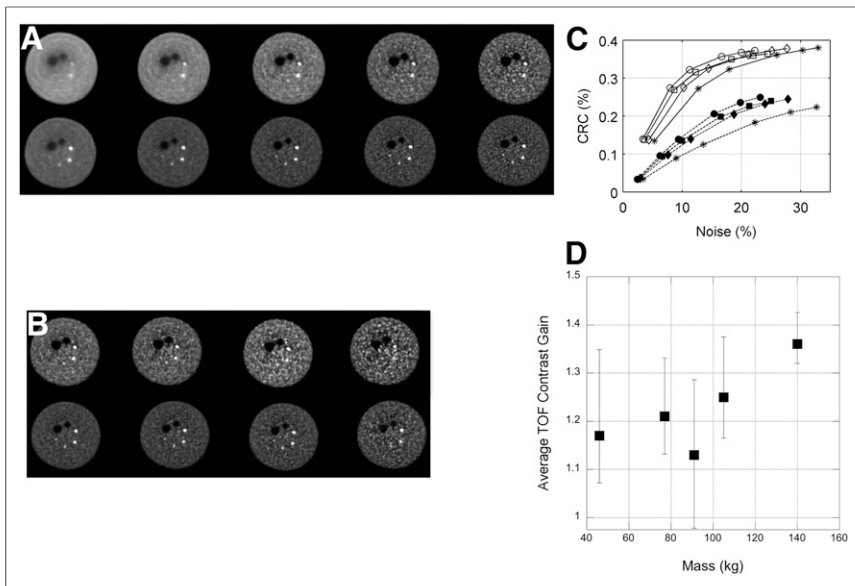 A
B
C
CRC (%)
0.4
0.3
0.2
0.1
0
0 10 20 30
Noise (%)
D
Average TOF Contrast Gain
1.5
1.4
1.3
1.2
1.1
1
40 60 80 100 120 140 160
Mass (kg)